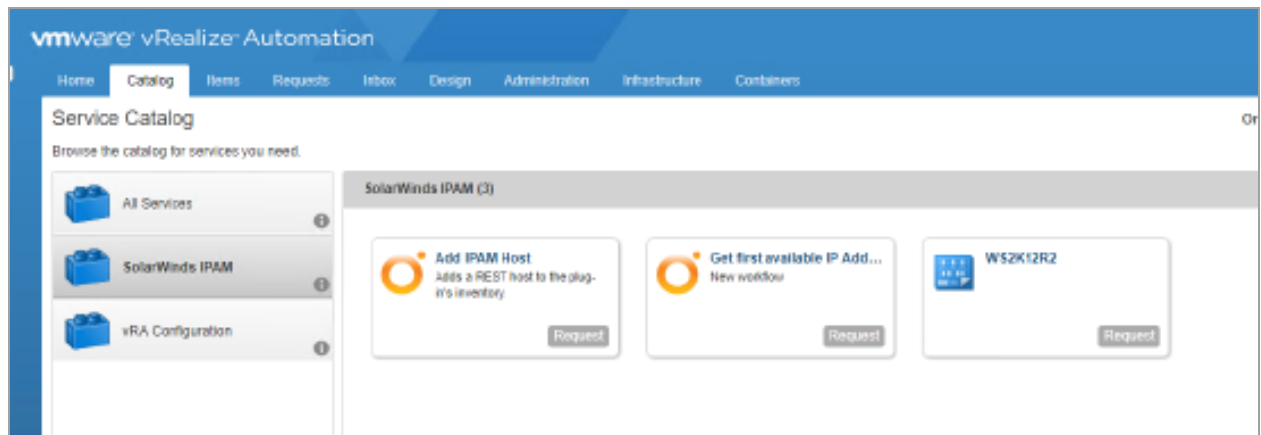 vmware vRealize Automation
Home Catalog Items Requests Inbox Design Administration Infrastructure Containers
Service Catalog
Browse the catalog for services you need.
All Services
SolarWinds IPAM
vRA Configuration
SolarWinds IPAM (3)
Add IPAM Host
Adds a REST host to the plug-
in's inventory.
Request
Get first available IP Add...
New workflow
Request
WS2K12R2
Request